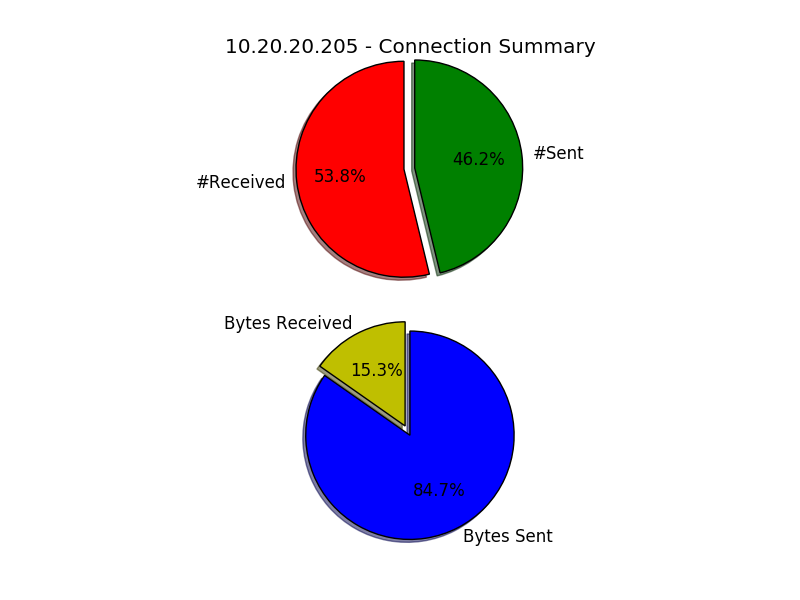 10.20.20.205 - Connection Summary
46.2%
#Sent
53.8%
#Received
Bytes Received
15.3%
84.7%
Bytes Sent